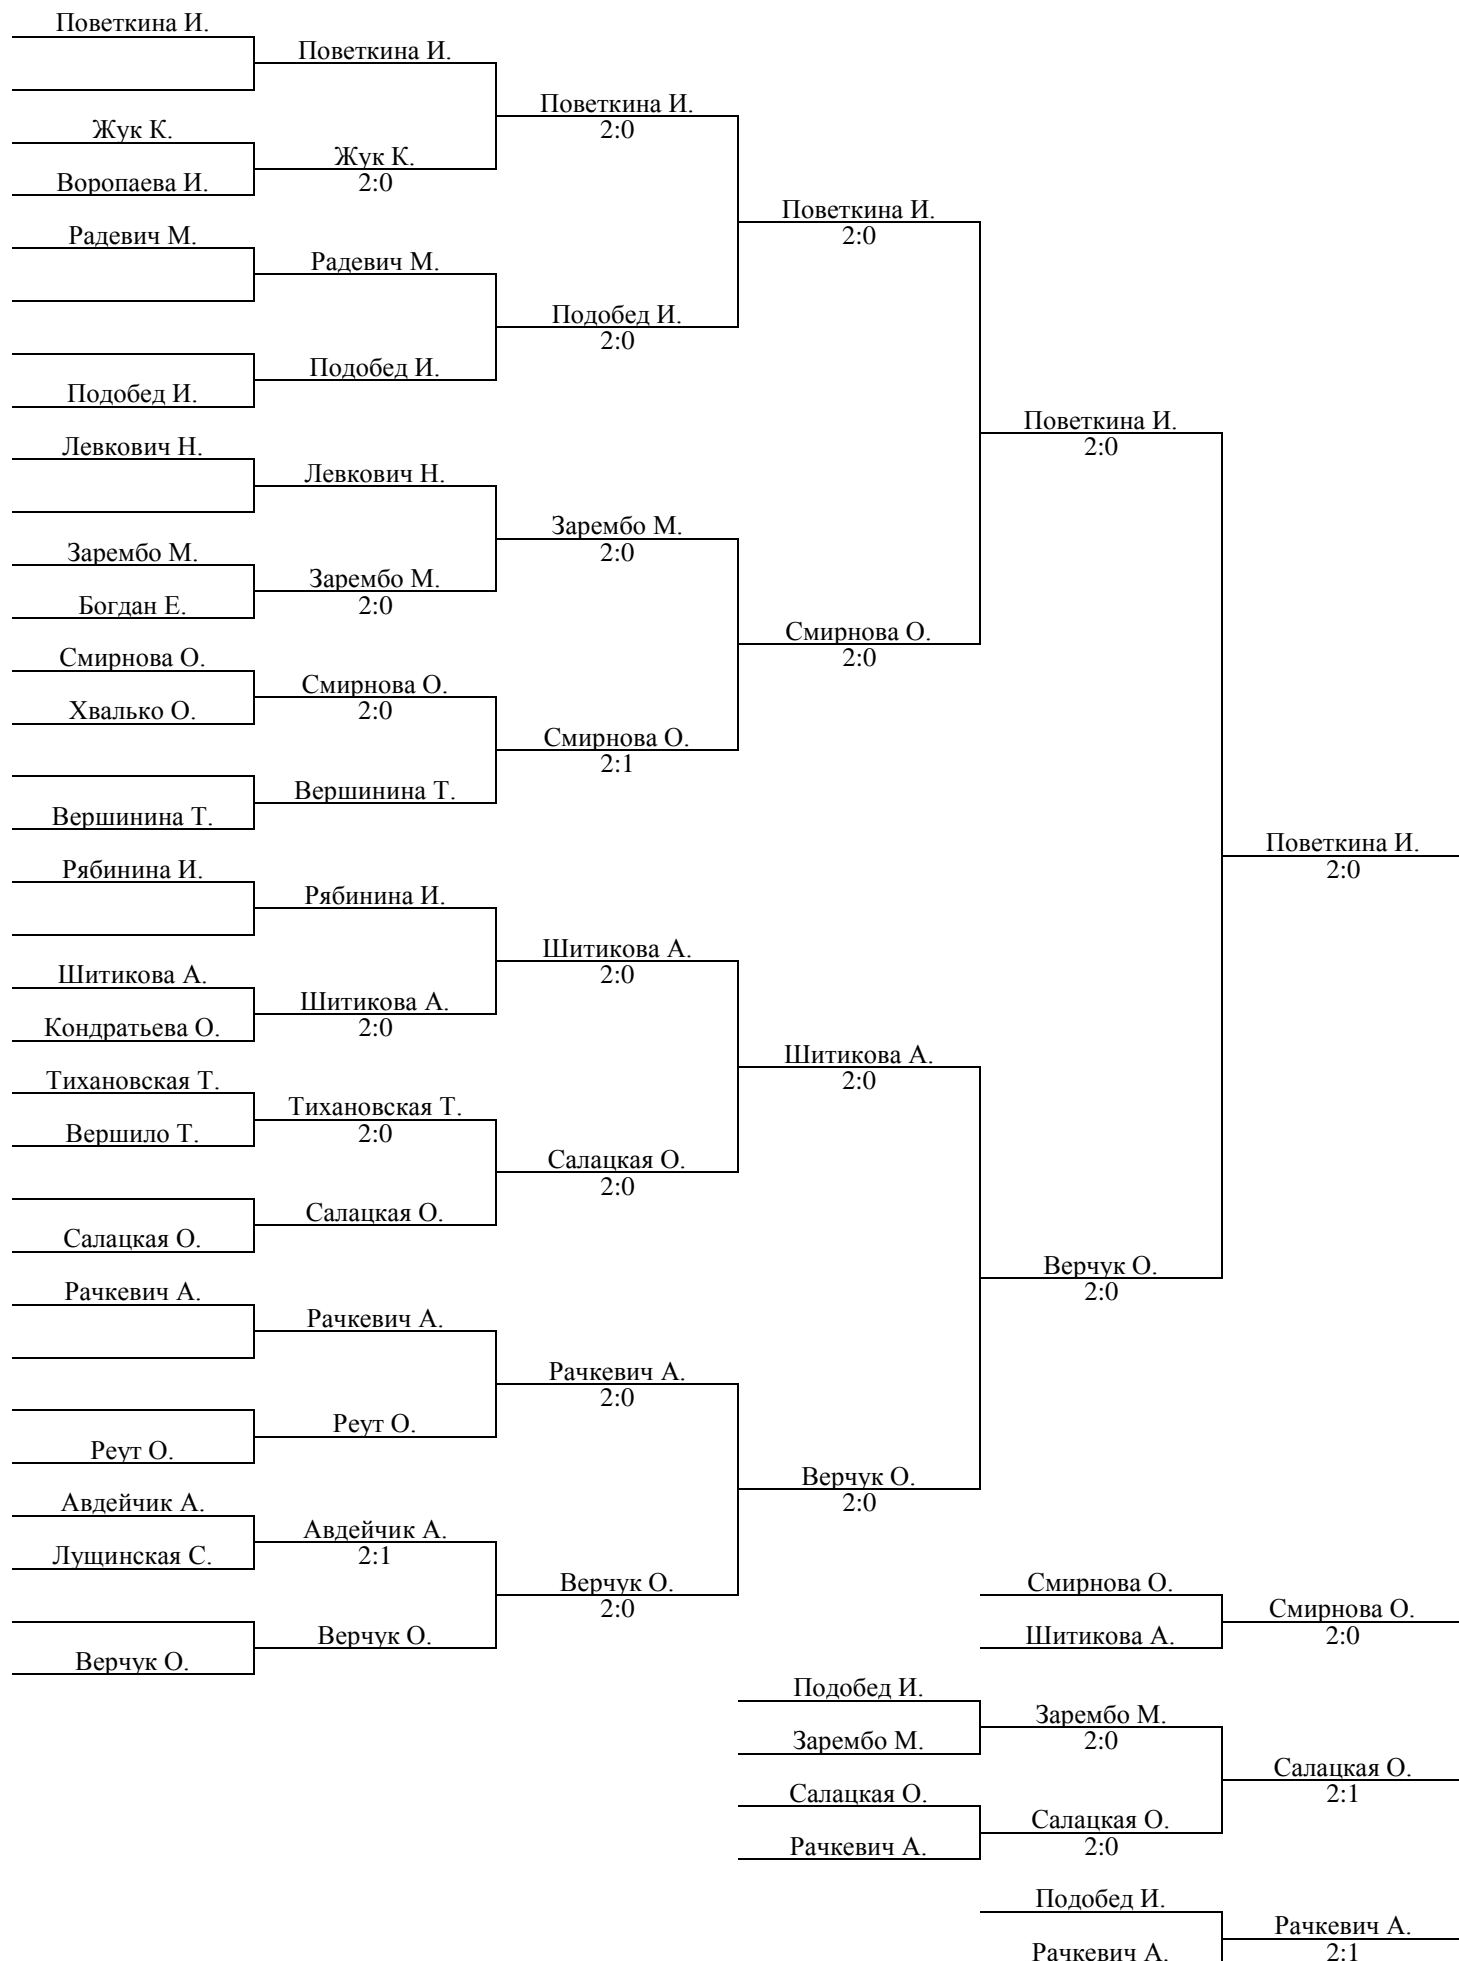 Поветкина И.
Поветкина И.
Поветкина И.
2:0
Жук К.
Жук К.
2:0
Воропаева И.
Поветкина И.
2:0
Радевич М.
Радевич М.
Подобед И.
2:0
Подобед И.
Подобед И.
Поветкина И.
2:0
Левкович Н.
Левкович Н.
Зарембо М.
2:0
Зарембо М.
Зарембо М.
2:0
Богдан Е.
Смирнова О.
2:0
Смирнова О.
Смирнова О.
2:0
Хвалько О.
Смирнова О.
2:1
Вершинина Т.
Вершинина Т.
Поветкина И.
2:0
Рябинина И.
Рябинина И.
Шитикова А.
2:0
Шитикова А.
Шитикова А.
2:0
Кондратьева О.
Шитикова А.
2:0
Тихановская Т.
Тихановская Т.
2:0
Вершило Т.
Салацкая О.
2:0
Салацкая О.
Салацкая О.
Верчук О.
2:0
Рачкевич А.
Рачкевич А.
Рачкевич А.
2:0
Реут О.
Реут О.
Верчук О.
2:0
Авдейчик А.
Авдейчик А.
2:1
Лущинская С.
Верчук О.
2:0
Верчук О.
Верчук О.
Смирнова О.
Смирнова О.
2:0
Шитикова А.
Подобед И.
Зарембо М.
2:0
Зарембо М.
Салацкая О.
2:1
Салацкая О.
Салацкая О.
2:0
Рачкевич А.
Подобед И.
Рачкевич А.
2:1
Рачкевич А.